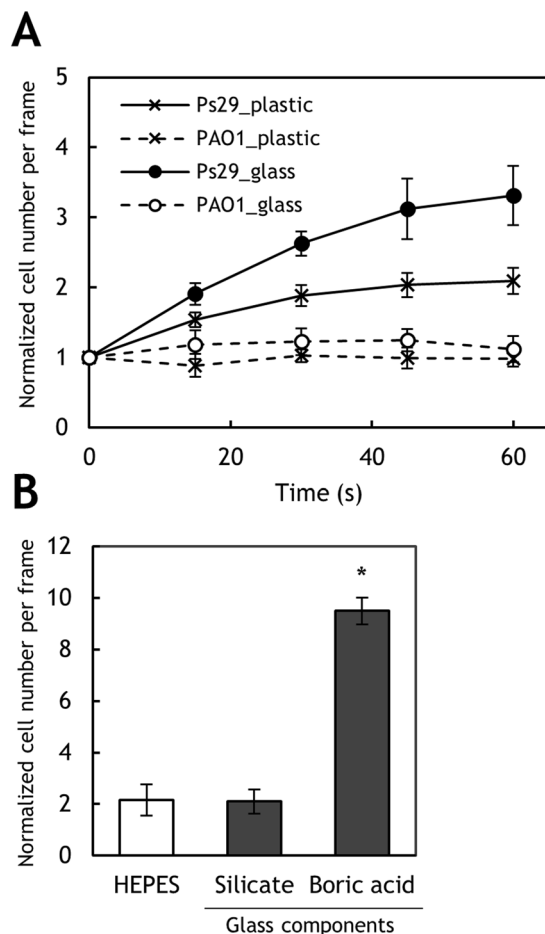 A
5
4
3
2
1
0
Normalized cell number per frame
Ps29_plastic
PAO1_plastic
Ps29_glass
PAO1_glass
0 20 40 60
Time (s)
B
12
10
8
6
4
2
0
Normalized cell number per frame
*
HEPES Silicate Boric acid
Glass components